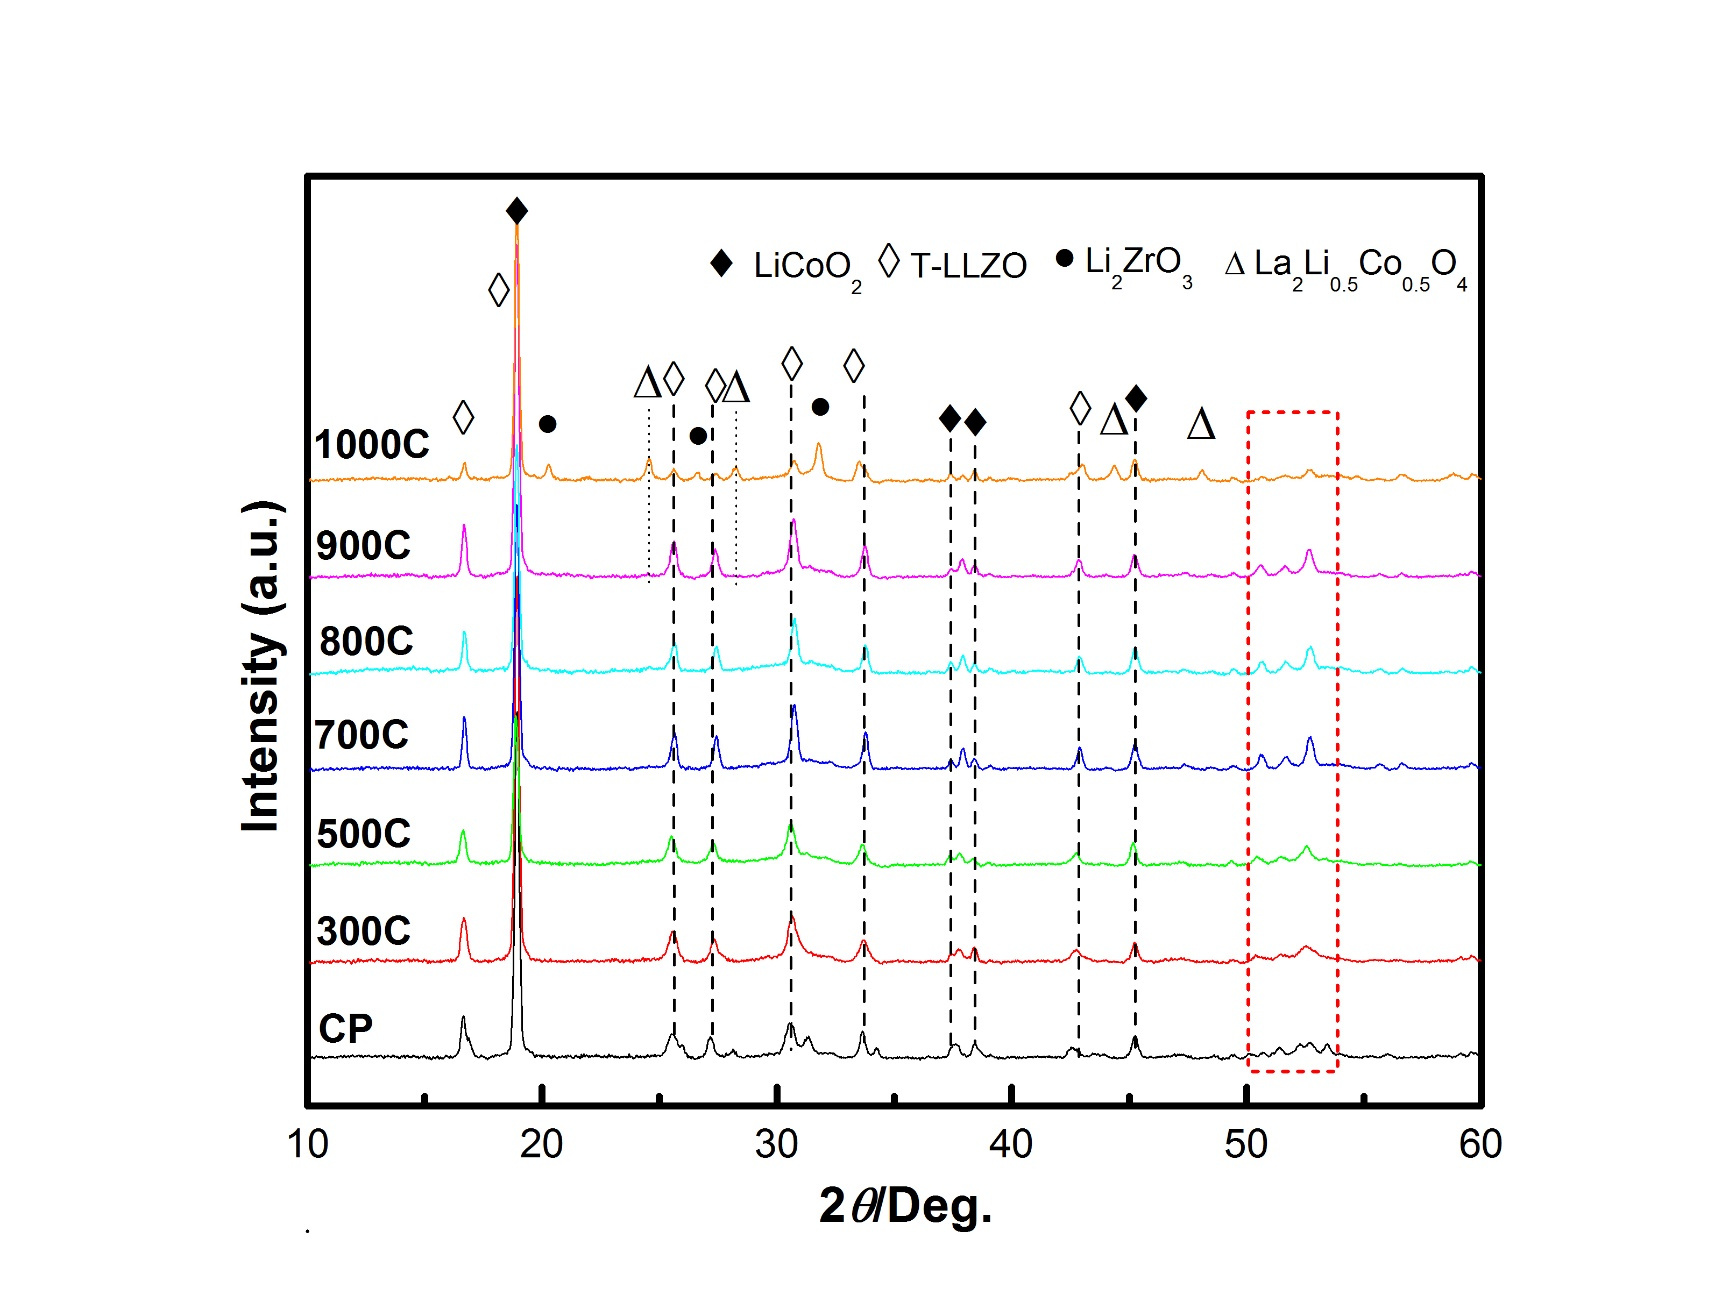 ♦ LiCoO2 ◊ T-LLZO ● Li2ZrO3 Δ La2Li0.5Co0.5O4
1000C
900C
800C
700C
500C
300C
CP
Intensity (a.u.)
10 20 30 40 50 60
2θ/Deg.